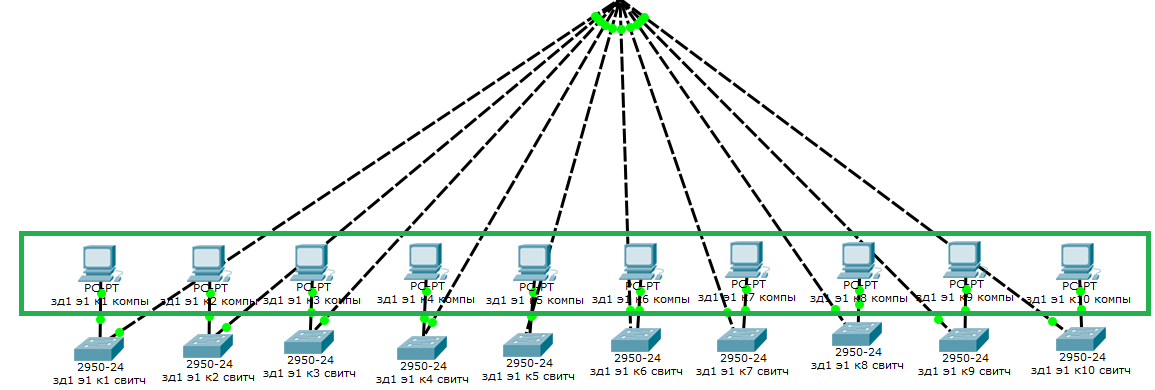 PC-PT
зд1 э1 к1 компы
PC-PT
зд1 э1 к2 компы
PC-PT
зд1 э1 к3 компы
PC-PT
зд1 э1 к4 компы
PC-PT
зд1 э1 к5 компы
PC-PT
зд1 э1 к6 компы
PC-PT
зд1 э1 к7 компы
PC-PT
зд1 э1 к8 компы
PC-PT
зд1 э1 к9 компы
PC-PT
зд1 э1 к10 компы
2950-24
зд1 э1 к1 свитч
2950-24
зд1 э1 к2 свитч
2950-24
зд1 э1 к3 свитч
2950-24
зд1 э1 к4 свитч
2950-24
зд1 э1 к5 свитч
2950-24
зд1 э1 к6 свитч
2950-24
зд1 э1 к7 свитч
2950-24
зд1 э1 к8 свитч
2950-24
зд1 э1 к9 свитч
2950-24
зд1 э1 к10 свитч